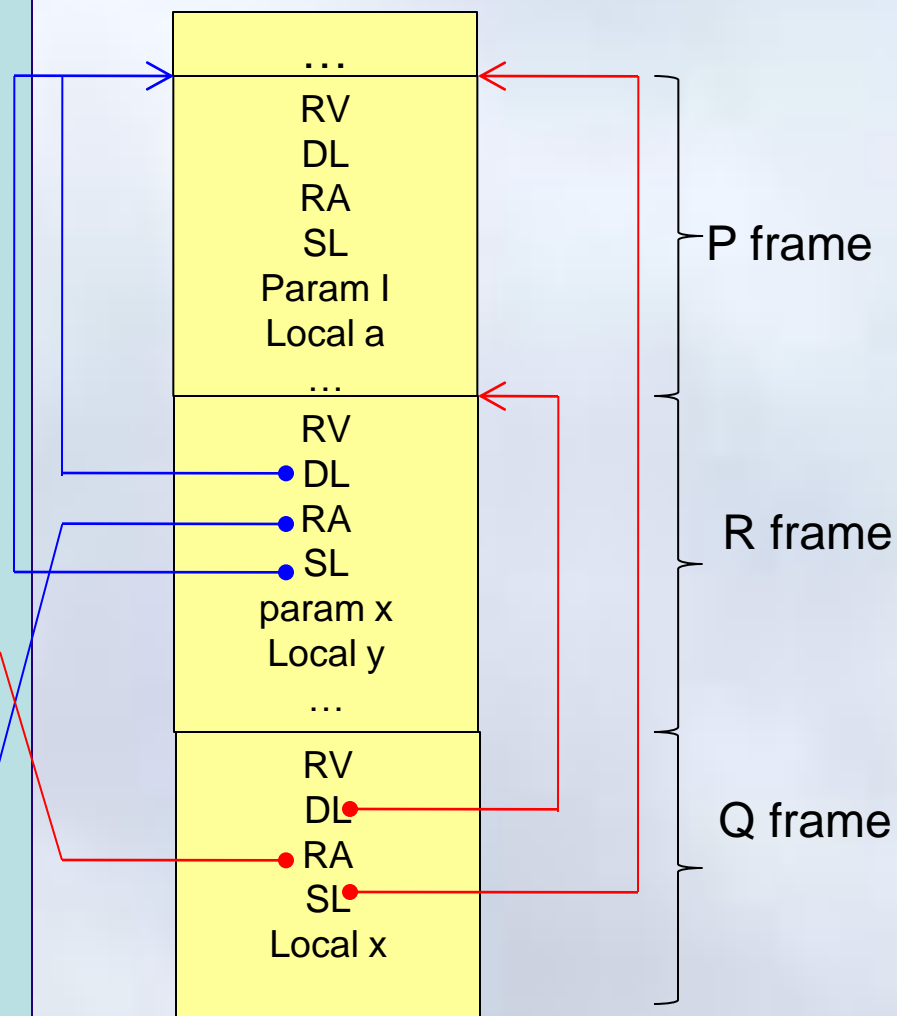 ...
RV
DL
RA
SL
Param I
Local a
...
P frame
RV
DL
RA
SL
param x
Local y
...
R frame
RV
DL
RA
SL
Local x
Q frame